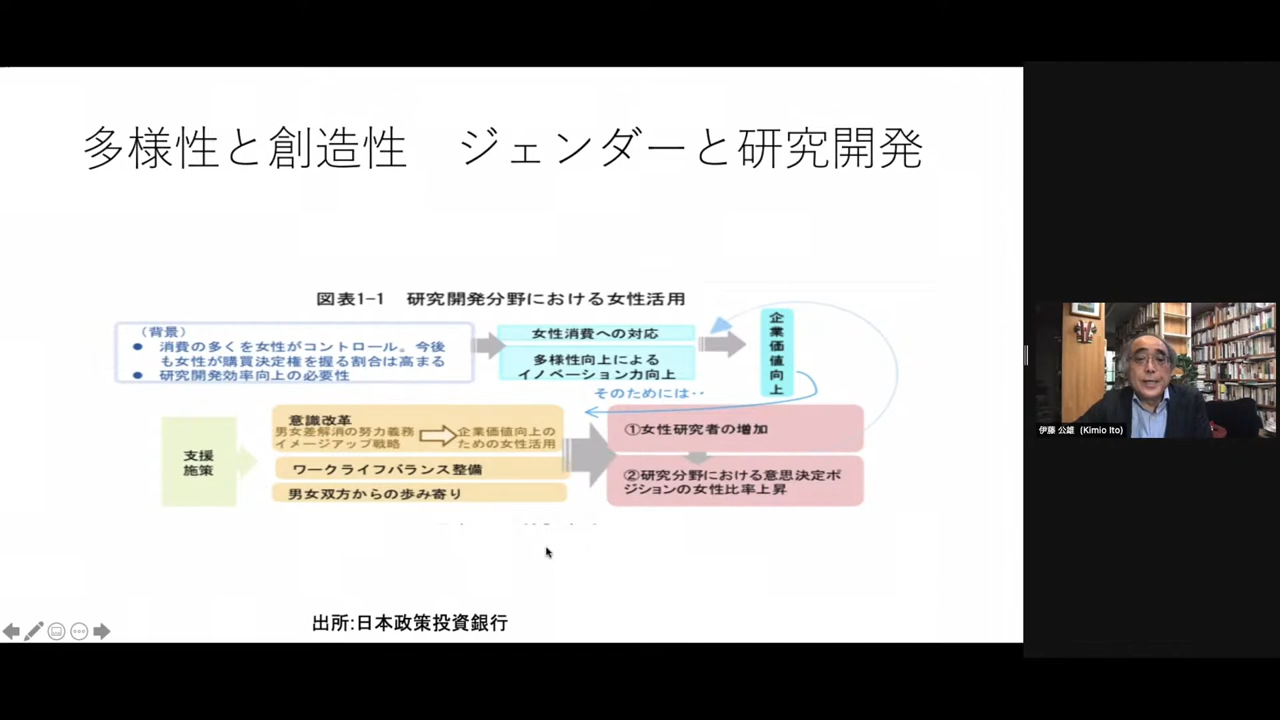 多様性と創造性　ジェンダーと研究開発
図表1-1　研究開発分野における女性活用
（背景）
● 消費の多くを女性がコントロール。今後
も女性が購買決定権を握る割合は高まる
● 研究開発効率向上の必要性
女性消費への対応
多様性向上による
イノベーション力向上
企業価値向上
そのためには‥
支援
施策
意識改革
男女差解消の努力義務
イメージアップ戦略
企業価値向上の
ための女性活用
ワークライフバランス整備
男女双方からの歩み寄り
①女性研究者の増加
②研究分野における意思決定ポ
ジションの女性比率上昇
出所:日本政策投資銀行
伊藤 公雄（Kimio Ito)